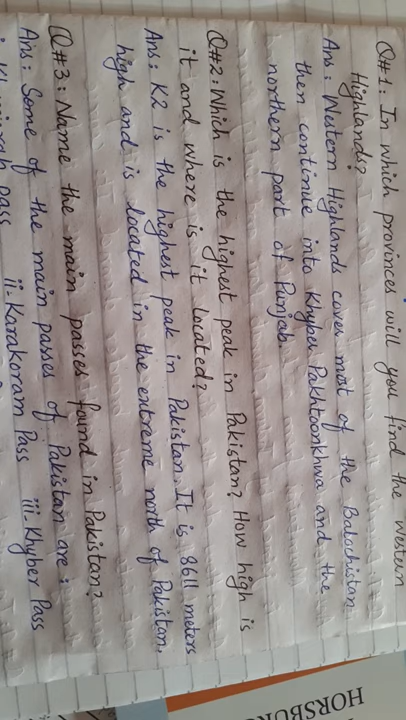 Q#1: In which provinces will you find the western
Highlands?
Ans: Western Highlands cover most of the Balochistan
then continue into Khyber Pakhtoonkhwa and the
northern part of Punjab.
Q#2: Which is the highest peak in Pakistan? How high is
it and where is it located?
Ans: K2 is the highest peak in Pakistan. It is 8611 meters
high and is located in the extreme north of Pakistan.
Q#3: Name the main passes found in Pakistan?
Ans: Some of the main passes of Pakistan are:
pass ii- Karakoram Pass iii- Khyber Pass